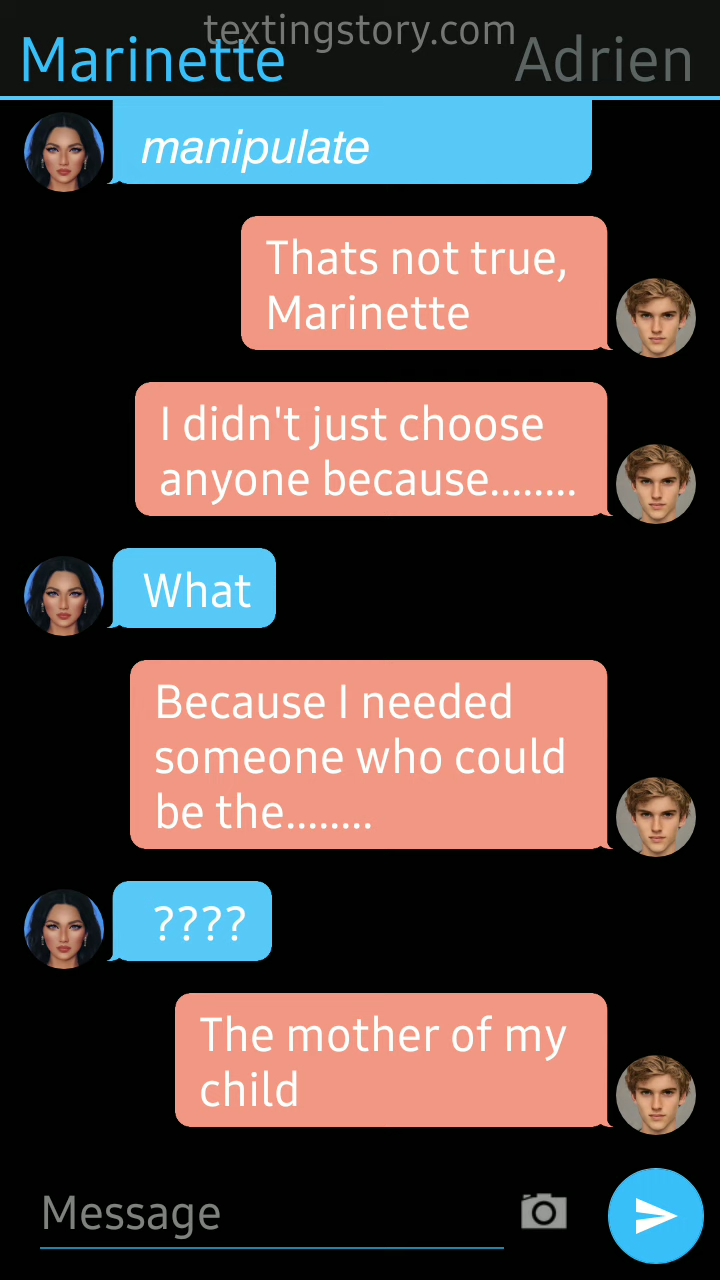 textingstory.com
Marinette
Adrien
manipulate
Thats not true,
Marinette
I didn't just choose
anyone because........
What
Because I needed
someone who could
be the........
????
The mother of my
child
Message